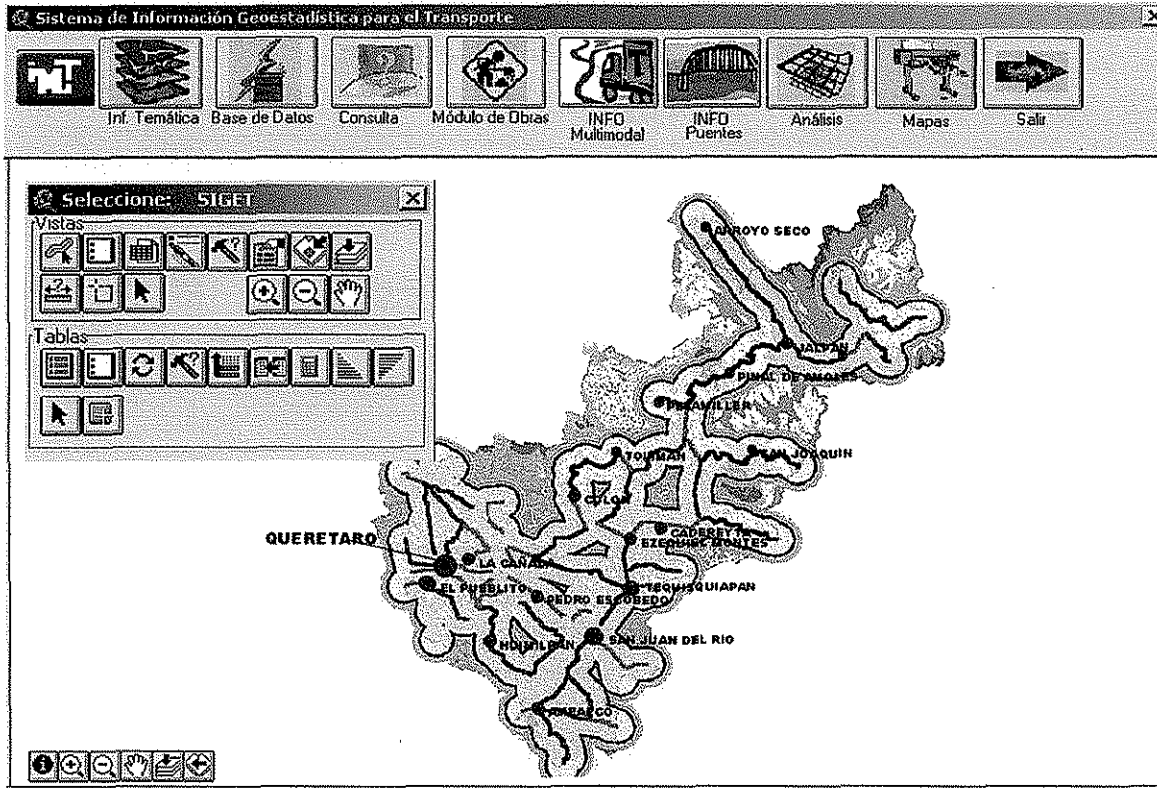 Sistema de Información Geoestadística para el Transporte
iMT
Inf. Temática
Base de Datos
Consulta
Módulo de Obras
INFO
Multimodal
INFO
Puentes
Análisis
Mapas
Salir
Seleccione: SIGET
Vistas
Tablas
ARROYO SECO
JALPAN
PINAL DE AMOLES
PEÑAMILLER
TOLIMAN
SAN JOAQUIN
COLON
CADEREYTA
EZEQUIEL MONTES
QUERETARO
LA CAÑADA
EL PUEBLITO
TEQUISQUIAPAN
PEDRO ESCOBEDO
HUIMILPAN
SAN JUAN DEL RIO
AMEALCO